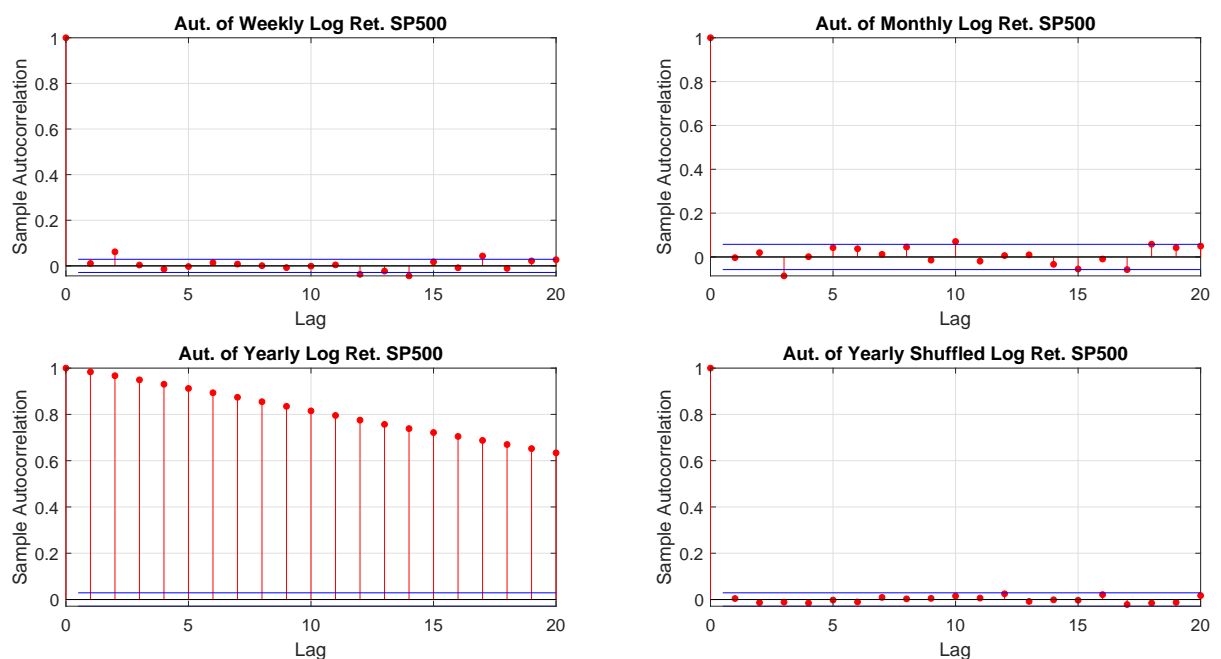 Aut. of Weekly Log Ret. SP500
1
0.8
0.6
0.4
0.2
0
Sample Autocorrelation
0 5 10 15 20
Lag
Aut. of Monthly Log Ret. SP500
1
0.8
0.6
0.4
0.2
0
Sample Autocorrelation
0 5 10 15 20
Lag
Aut. of Yearly Log Ret. SP500
1
0.8
0.6
0.4
0.2
0
Sample Autocorrelation
0 5 10 15 20
Lag
Aut. of Yearly Shuffled Log Ret. SP500
1
0.8
0.6
0.4
0.2
0
Sample Autocorrelation
0 5 10 15 20
Lag